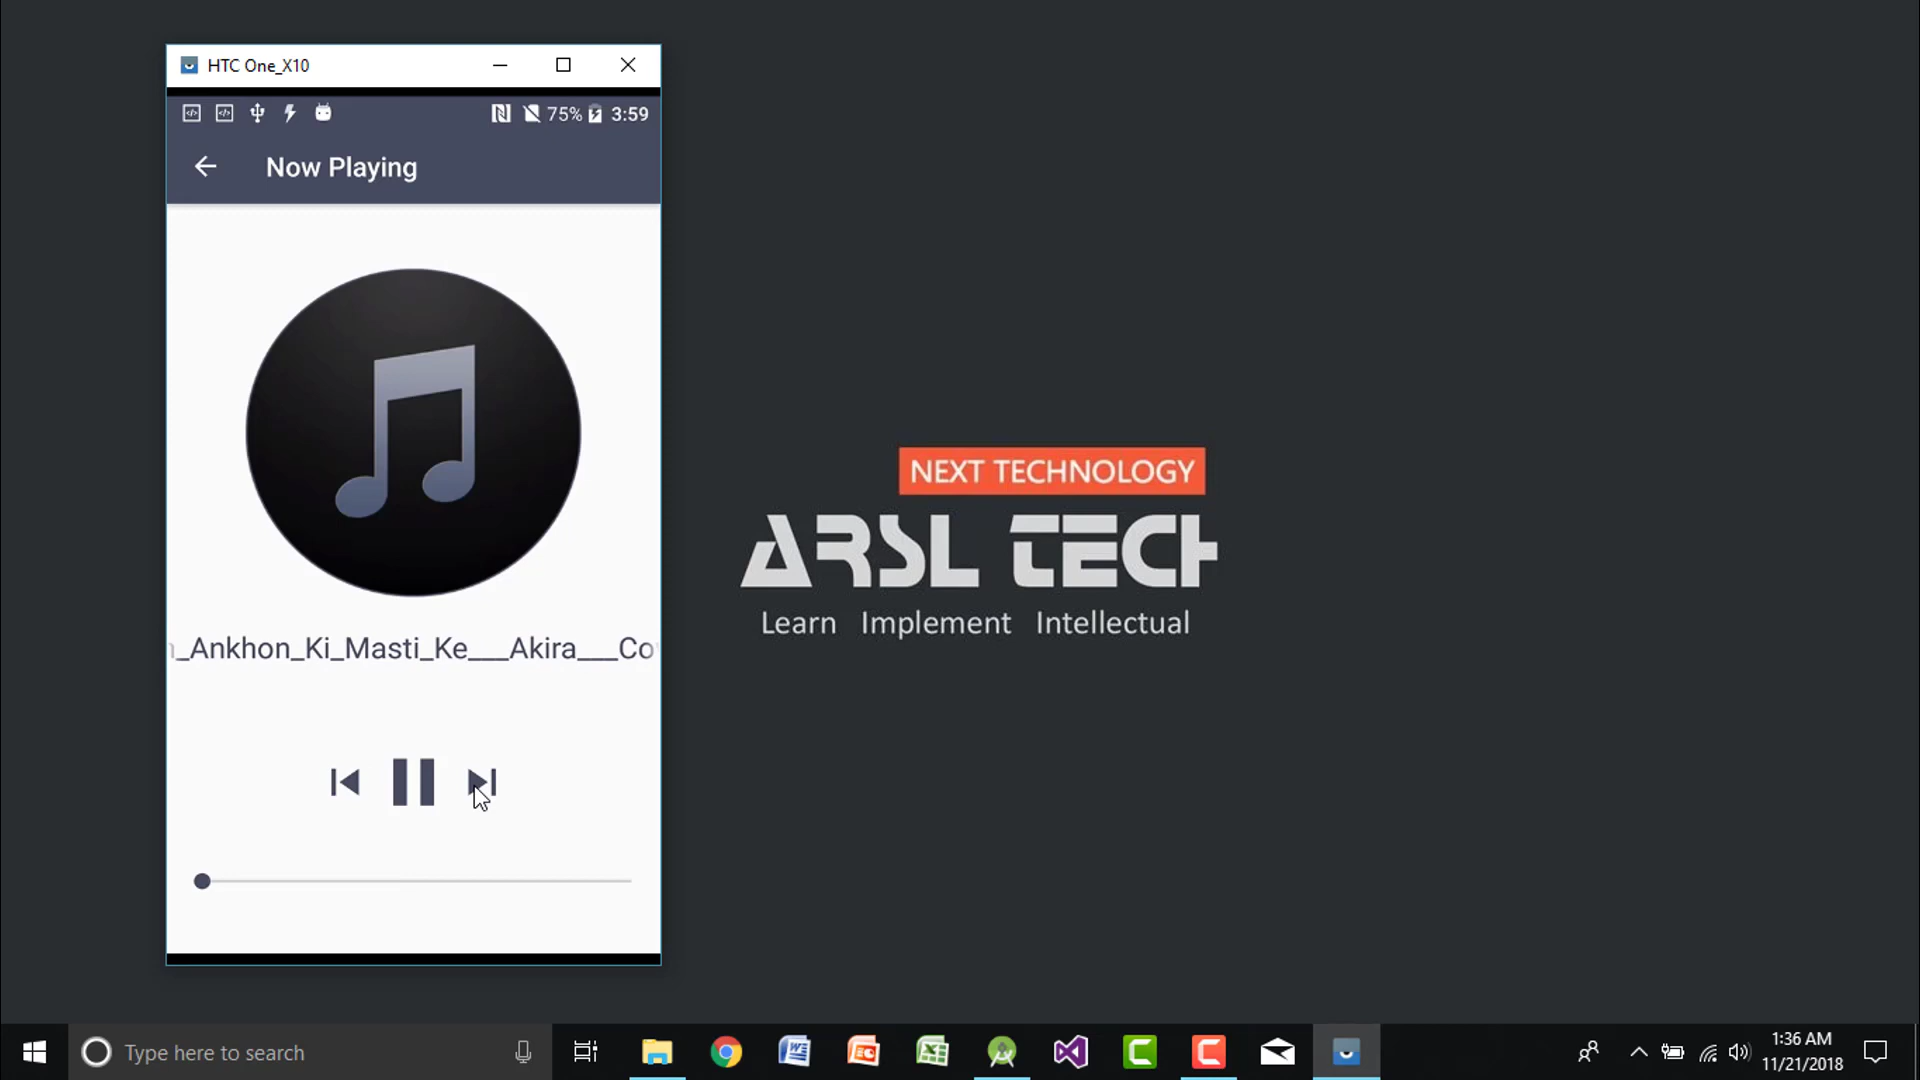 HTC One_X10
75% 3:59
Now Playing
_Ankhon_Ki_Masti_Ke___Akira___Co
NEXT TECHNOLOGY
ARSL TECH
Learn Implement Intellectual
Type here to search
1:36 AM
11/21/2018